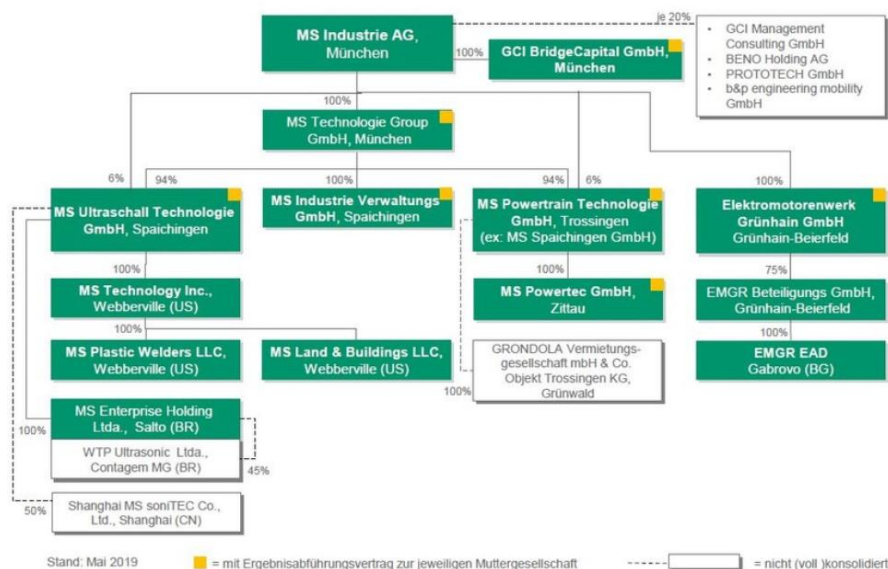 MS Industrie AG,
München
je 20%
• GCI Management
Consulting GmbH
• BENO Holding AG
• PROTOTECH GmbH
• b&p engineering mobility
GmbH
100%
GCI BridgeCapital GmbH,
München
100%
MS Technologie Group
GmbH, München
6%
94%
100%
94%
6%
100%
MS Ultraschall Technologie
GmbH, Spaichingen
MS Industrie Verwaltungs
GmbH, Spaichingen
MS Powertrain Technologie
GmbH, Trossingen
(ex: MS Spaichingen GmbH)
Elektromotorenwerk
Grünhain GmbH
Grünhain-Beierfeld
100%
100%
75%
MS Technology Inc.,
Webberville (US)
MS Powertec GmbH,
Zittau
EMGR Beteiligungs GmbH,
Grünhain-Beierfeld
100%
100%
100%
MS Plastic Welders LLC,
Webberville (US)
MS Land & Buildings LLC,
Webberville (US)
GRONDOLA Vermietungs-
gesellschaft mbH & Co.
Objekt Trossingen KG,
Grünwald
100%
EMGR EAD
Gabrovo (BG)
MS Enterprise Holding
Ltda., Salto (BR)
100%
WTP Ultrasonic Ltda.,
Contagem MG (BR)
45%
Shanghai MS soniTEC Co.,
Ltd., Shanghai (CN)
50%
Stand: Mai 2019
= mit Ergebnisabführungsvertrag zur jeweiligen Muttergesellschaft
= nicht (voll )konsolidiert